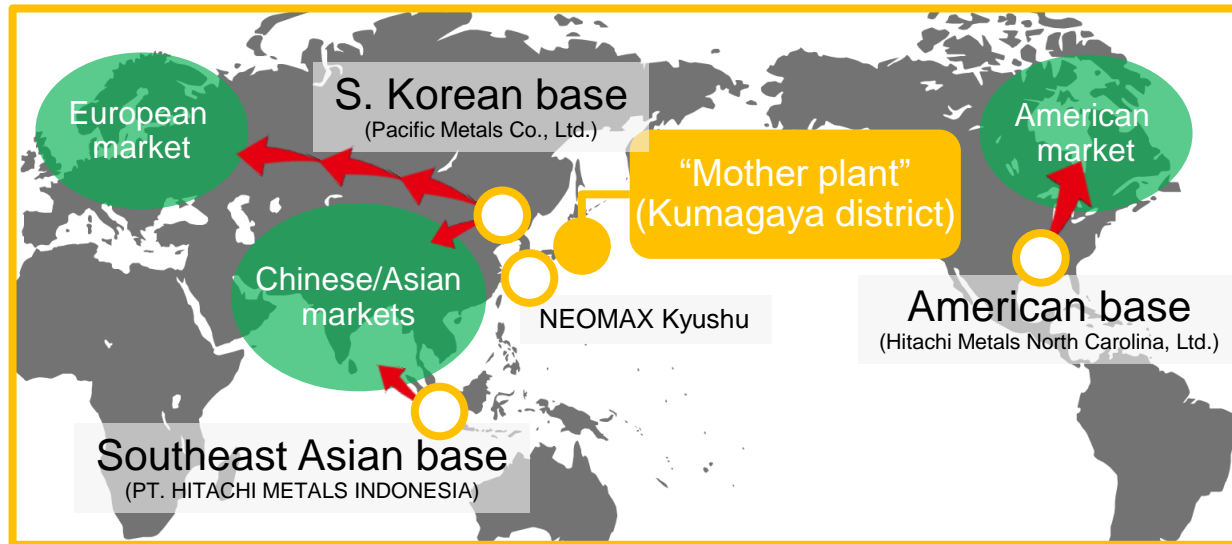 European
market
S. Korean base
(Pacific Metals Co., Ltd.)
American
market
“Mother plant”
(Kumagaya district)
Chinese/Asian
markets
NEOMAX Kyushu
American base
(Hitachi Metals North Carolina, Ltd.)
Southeast Asian base
(PT. HITACHI METALS INDONESIA)